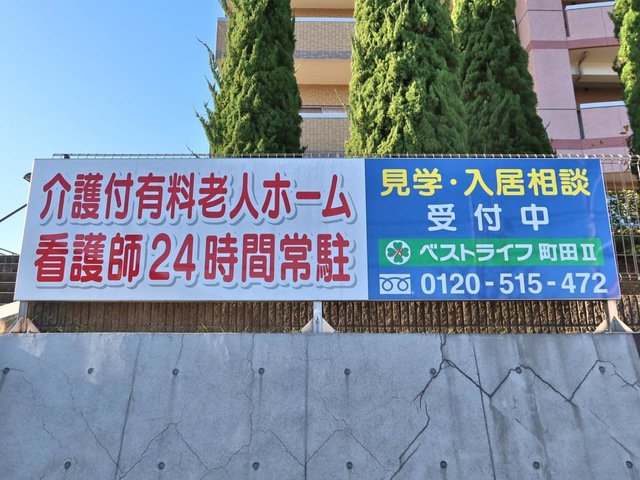 介護付有料老人ホーム
看護師24時間常駐
見学・入居相談
受付中
ベストライフ町田Ⅱ
0120-515-472